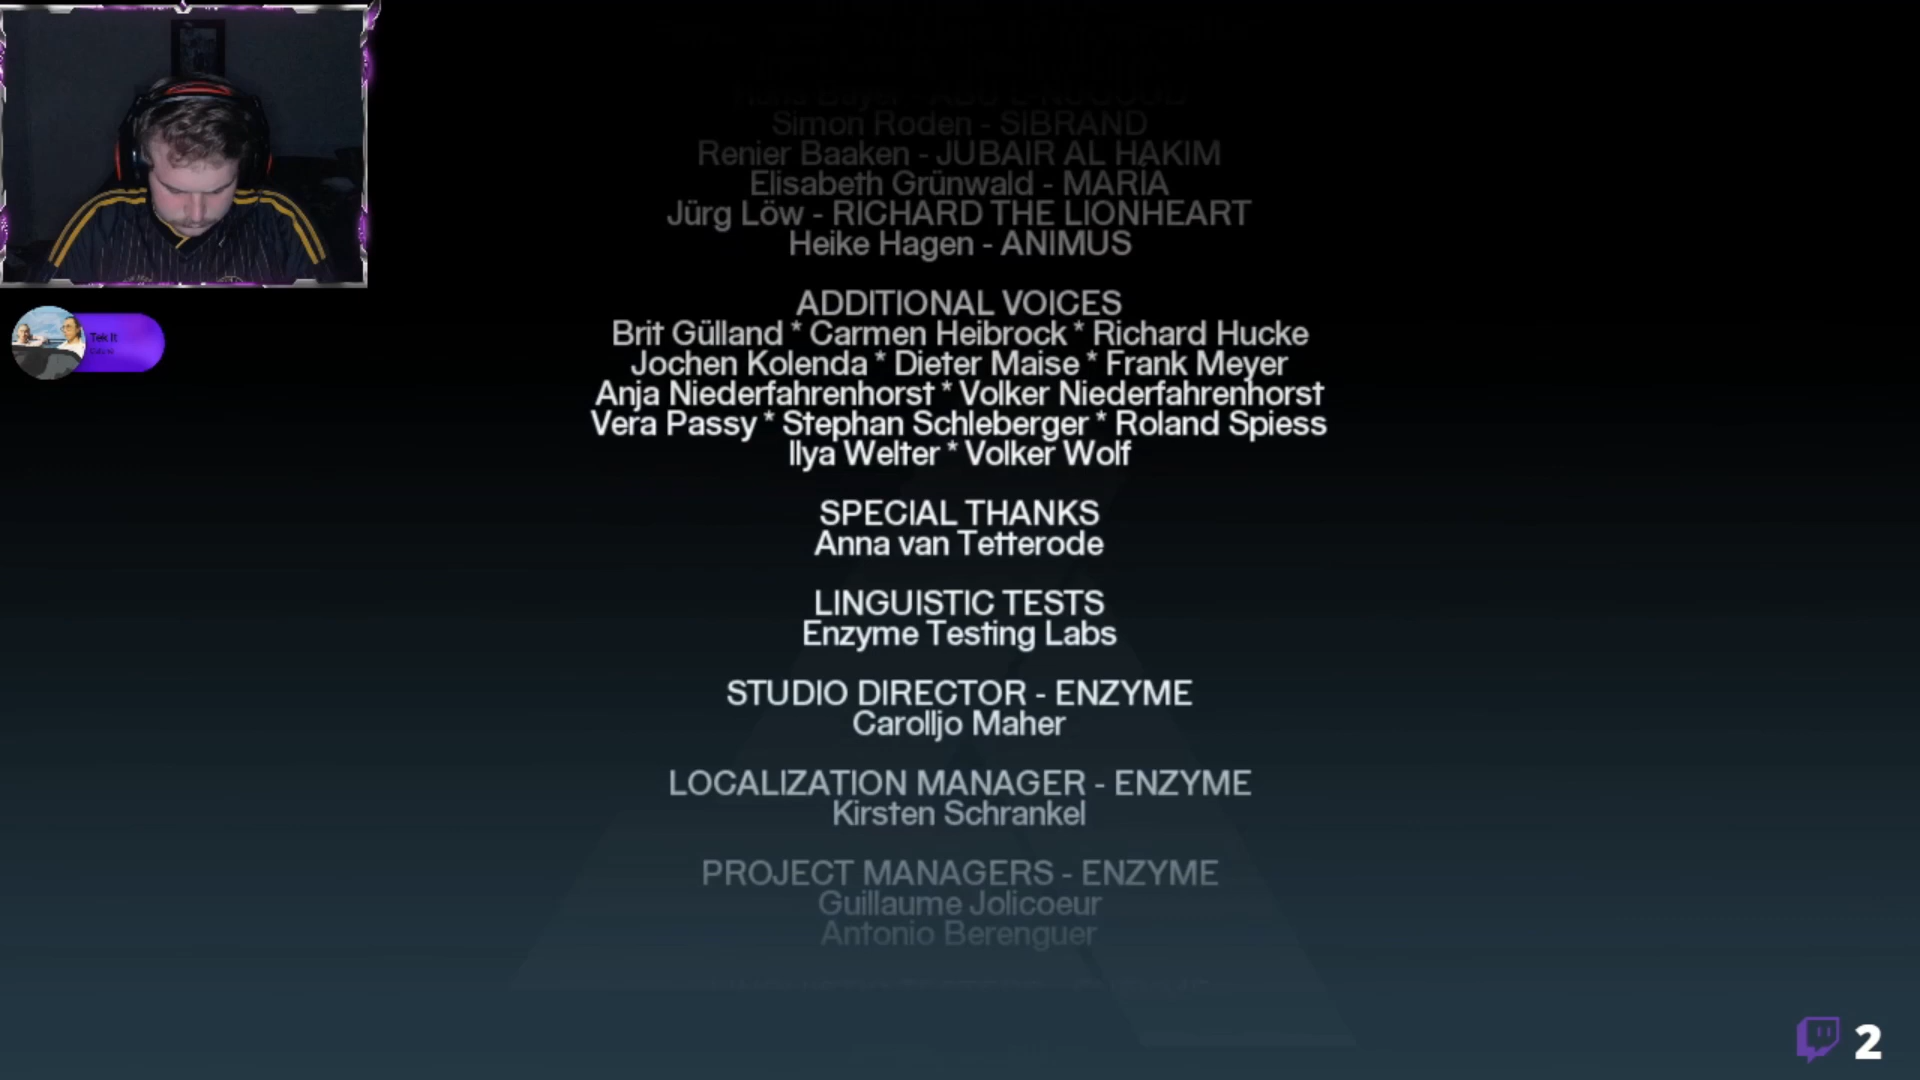 Simon Roden - SIBRAND
Renier Baaken - JUBAIR AL HAKIM
Elisabeth Grünwald - MARÍA
Jürg Löw - RICHARD THE LIONHEART
Heike Hagen - ANIMUS
ADDITIONAL VOICES
Brit Gülland * Carmen Heibrock * Richard Hucke
Jochen Kolenda * Dieter Maise * Frank Meyer
Anja Niederfahrenhorst * Volker Niederfahrenhorst
Vera Passy * Stephan Schleberger * Roland Spiess
Ilya Welter * Volker Wolf
SPECIAL THANKS
Anna van Tetterode
LINGUISTIC TESTS
Enzyme Testing Labs
STUDIO DIRECTOR - ENZYME
Carolljo Maher
LOCALIZATION MANAGER - ENZYME
Kirsten Schrankel
PROJECT MANAGERS - ENZYME
Guillaume Jolicoeur
Antonio Berenguer
Tek It
2